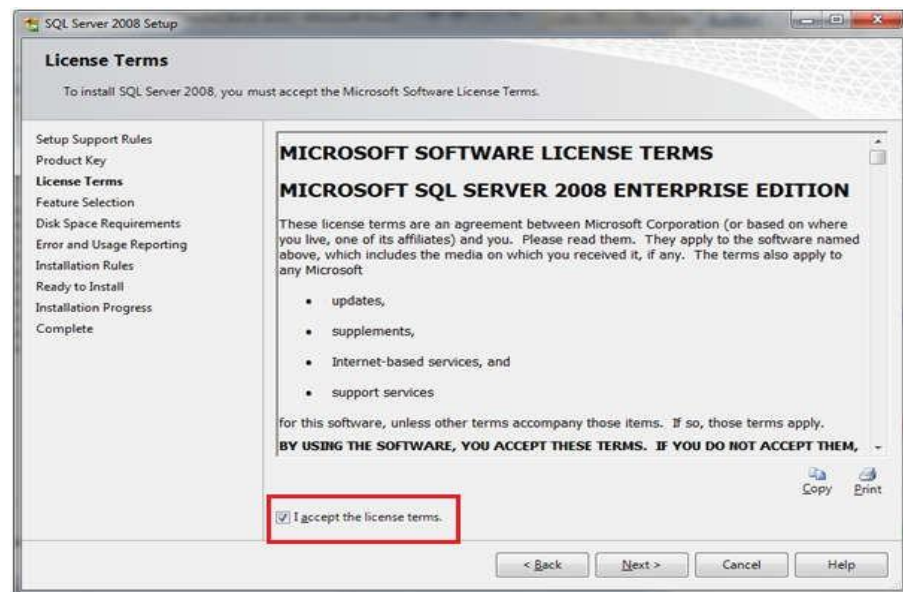 SQL Server 2008 Setup
License Terms
To install SQL Server 2008, you must accept the Microsoft Software License Terms.
Setup Support Rules
Product Key
License Terms
Feature Selection
Disk Space Requirements
Error and Usage Reporting
Installation Rules
Ready to Install
Installation Progress
Complete
MICROSOFT SOFTWARE LICENSE TERMS
MICROSOFT SQL SERVER 2008 ENTERPRISE EDITION
These license terms are an agreement between Microsoft Corporation (or based on where
you live, one of its affiliates) and you. Please read them. They apply to the software named
above, which includes the media on which you received it, if any. The terms also apply to
any Microsoft
• updates,
• supplements,
• Internet-based services, and
• support services
for this software, unless other terms accompany those items. If so, those terms apply.
BY USING THE SOFTWARE, YOU ACCEPT THESE TERMS. IF YOU DO NOT ACCEPT THEM,
Copy Print
I accept the license terms.
< Back Next > Cancel Help